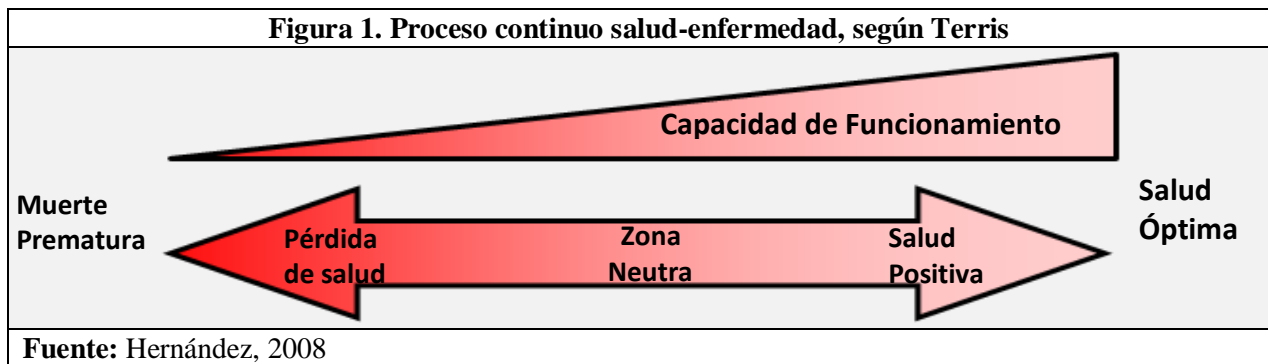 Figura 1. Proceso continuo salud-enfermedad, según Terris
Capacidad de Funcionamiento
Muerte
Prematura
Pérdida
de salud
Zona
Neutra
Salud
Positiva
Salud
Óptima
Fuente: Hernández, 2008